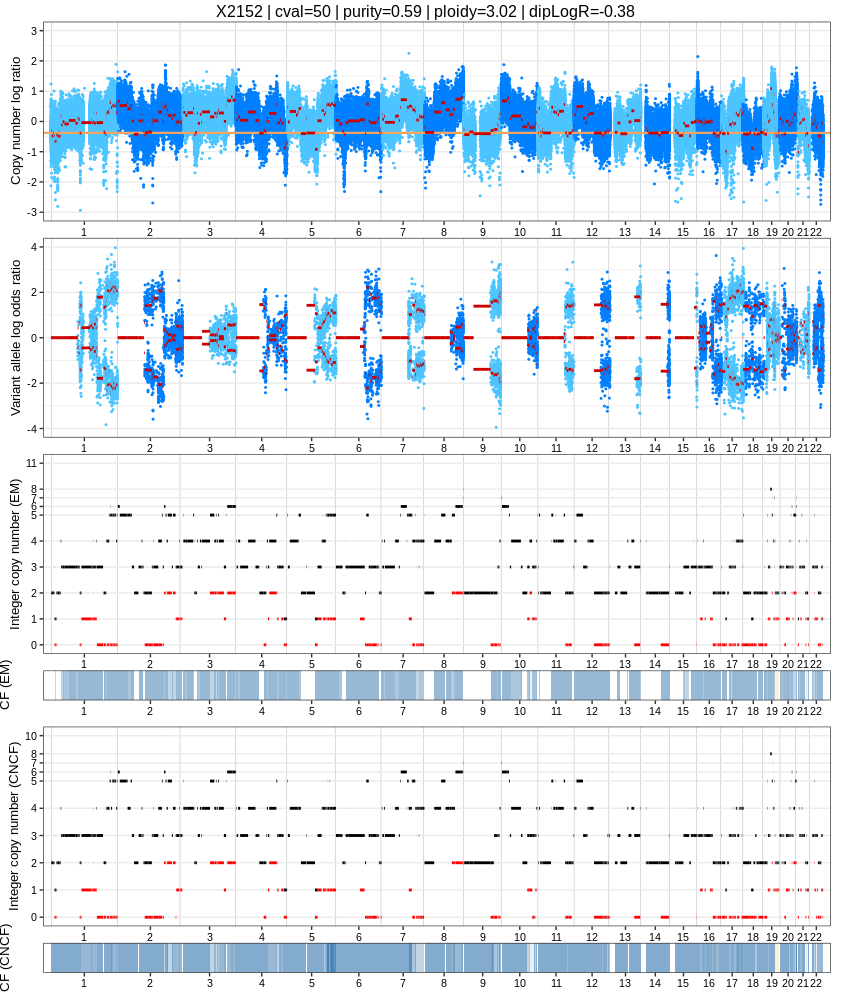 X2152 | cval=50 | purity=0.59 | ploidy=3.02 | dipLogR=-0.38
Copy number log ratio
3
2
1
0
-1
-2
-3
1 2 3 4 5 6 7 8 9 10 11 12 13 14 15 16 17 18 19 20 21 22
Variant allele log odds ratio
4
2
0
-2
-4
1 2 3 4 5 6 7 8 9 10 11 12 13 14 15 16 17 18 19 20 21 22
Integer copy number (EM)
11
8
7
6
5
4
3
2
1
0
1 2 3 4 5 6 7 8 9 10 11 12 13 14 15 16 17 18 19 20 21 22
CF (EM)
1 2 3 4 5 6 7 8 9 10 11 12 13 14 15 16 17 18 19 20 21 22
Integer copy number (CNCF)
10
8
7
6
5
4
3
2
1
0
1 2 3 4 5 6 7 8 9 10 11 12 13 14 15 16 17 18 19 20 21 22
CF (CNCF)
1 2 3 4 5 6 7 8 9 10 11 12 13 14 15 16 17 18 19 20 21 22